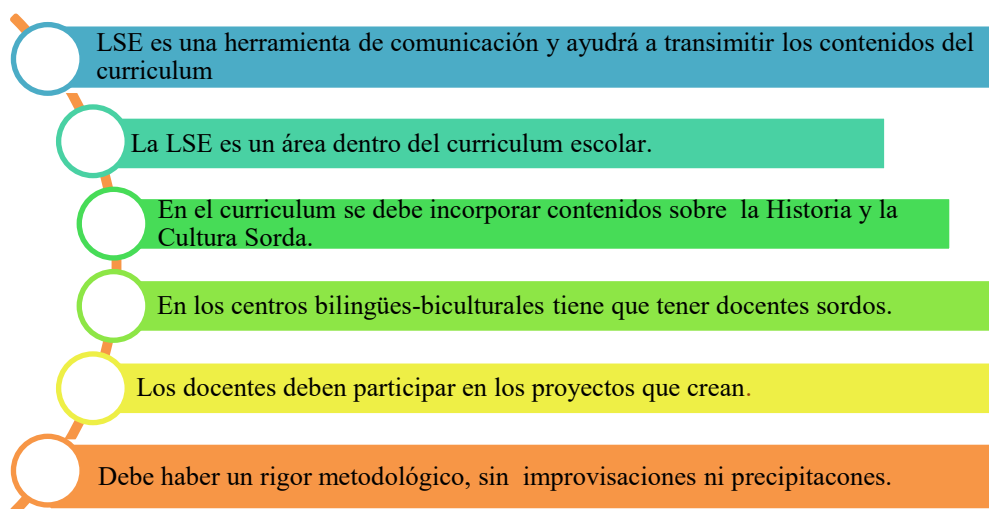 LSE es una herramienta de comunicación y ayudrá a transimitir los contenidos del
curriculum
La LSE es un área dentro del curriculum escolar.
En el curriculum se debe incorporar contenidos sobre  la Historia y la
Cultura Sorda.
En los centros bilingües-biculturales tiene que tener docentes sordos.
Los docentes deben participar en los proyectos que crean.
Debe haber un rigor metodológico, sin  improvisaciones ni precipitacones.